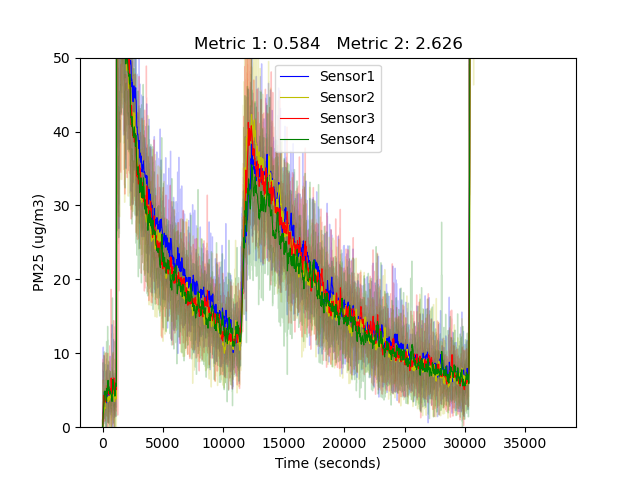 Metric 1: 0.584   Metric 2: 2.626
50
40
30
20
10
0
PM25 (ug/m3)
Sensor1
Sensor2
Sensor3
Sensor4
0 5000 10000 15000 20000 25000 30000 35000
Time (seconds)